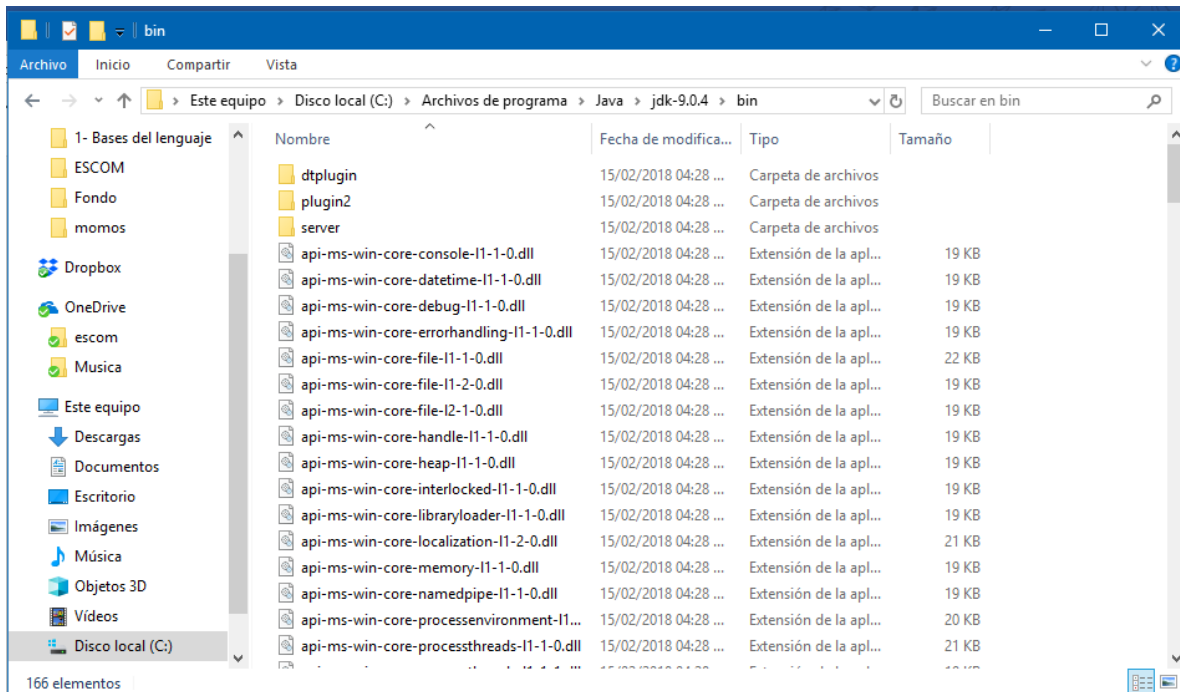 bin
Archivo Inicio Compartir Vista
Este equipo > Disco local (C:) > Archivos de programa > Java > jdk-9.0.4 > bin
Buscar en bin
1- Bases del lenguaje
ESCOM
Fondo
momos
Dropbox
OneDrive
escom
Musica
Este equipo
Descargas
Documentos
Escritorio
Imágenes
Música
Objetos 3D
Vídeos
Disco local (C:)
Nombre Fecha de modifica... Tipo Tamaño
dtplugin 15/02/2018 04:28 ... Carpeta de archivos
plugin2 15/02/2018 04:28 ... Carpeta de archivos
server 15/02/2018 04:28 ... Carpeta de archivos
api-ms-win-core-console-l1-1-0.dll 15/02/2018 04:28 ... Extensión de la apl... 19 KB
api-ms-win-core-datetime-l1-1-0.dll 15/02/2018 04:28 ... Extensión de la apl... 19 KB
api-ms-win-core-debug-l1-1-0.dll 15/02/2018 04:28 ... Extensión de la apl... 19 KB
api-ms-win-core-errorhandling-l1-1-0.dll 15/02/2018 04:28 ... Extensión de la apl... 19 KB
api-ms-win-core-file-l1-1-0.dll 15/02/2018 04:28 ... Extensión de la apl... 22 KB
api-ms-win-core-file-l1-2-0.dll 15/02/2018 04:28 ... Extensión de la apl... 19 KB
api-ms-win-core-file-l2-1-0.dll 15/02/2018 04:28 ... Extensión de la apl... 19 KB
api-ms-win-core-handle-l1-1-0.dll 15/02/2018 04:28 ... Extensión de la apl... 19 KB
api-ms-win-core-heap-l1-1-0.dll 15/02/2018 04:28 ... Extensión de la apl... 19 KB
api-ms-win-core-interlocked-l1-1-0.dll 15/02/2018 04:28 ... Extensión de la apl... 19 KB
api-ms-win-core-libraryloader-l1-1-0.dll 15/02/2018 04:28 ... Extensión de la apl... 19 KB
api-ms-win-core-localization-l1-2-0.dll 15/02/2018 04:28 ... Extensión de la apl... 21 KB
api-ms-win-core-memory-l1-1-0.dll 15/02/2018 04:28 ... Extensión de la apl... 19 KB
api-ms-win-core-namedpipe-l1-1-0.dll 15/02/2018 04:28 ... Extensión de la apl... 19 KB
api-ms-win-core-processenvironment-l1... 15/02/2018 04:28 ... Extensión de la apl... 20 KB
api-ms-win-core-processthreads-l1-1-0.dll 15/02/2018 04:28 ... Extensión de la apl... 21 KB
166 elementos